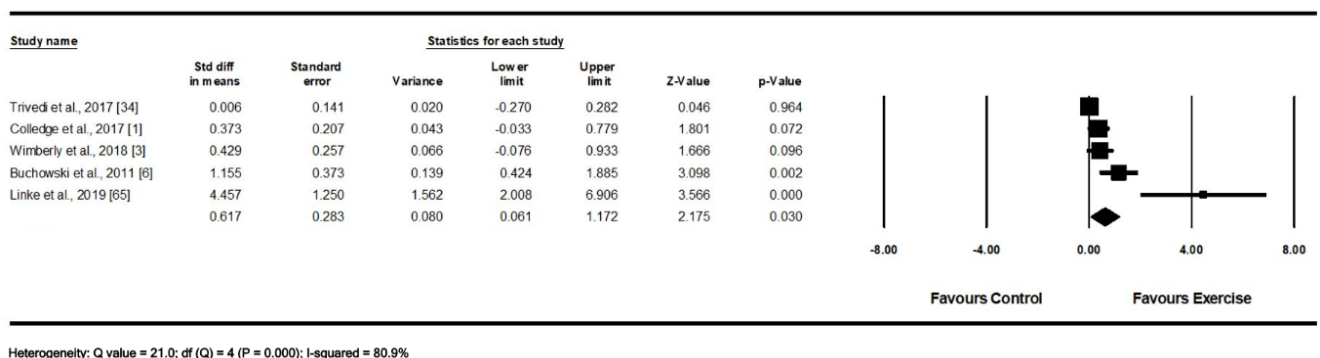 Study name Statistics for each study
Std diff in means Standard error Variance Lower limit Upper limit Z-Value p-Value
Trivedi et al., 2017 [34] 0.006 0.141 0.020 -0.270 0.282 0.046 0.964
Colledge et al., 2017 [1] 0.373 0.207 0.043 -0.033 0.779 1.801 0.072
Wimberly et al., 2018 [3] 0.429 0.257 0.066 -0.076 0.933 1.666 0.096
Buchowski et al., 2011 [6] 1.155 0.373 0.139 0.424 1.885 3.098 0.002
Linke et al., 2019 [65] 4.457 1.250 1.562 2.008 6.906 3.566 0.000
0.617 0.283 0.080 0.061 1.172 2.175 0.030
-8.00 -4.00 0.00 4.00 8.00
Favours Control Favours Exercise
Heterogeneity: Q value = 21.0; df (Q) = 4 (P = 0.000); I-squared = 80.9%